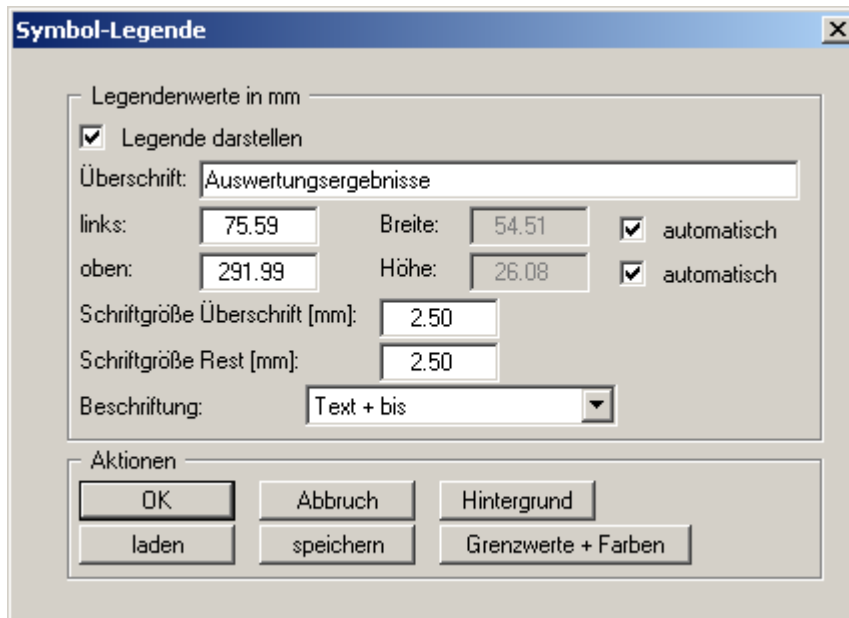 Symbol-Legende
Legendenwerte in mm
Legende darstellen
Überschrift: Auswertungsergebnisse
links: 75.59 Breite: 54.51 automatisch
oben: 291.99 Höhe: 26.08 automatisch
Schriftgröße Überschrift [mm]: 2.50
Schriftgröße Rest [mm]: 2.50
Beschriftung: Text + bis
Aktionen
OK Abbruch Hintergrund
laden speichern Grenzwerte + Farben